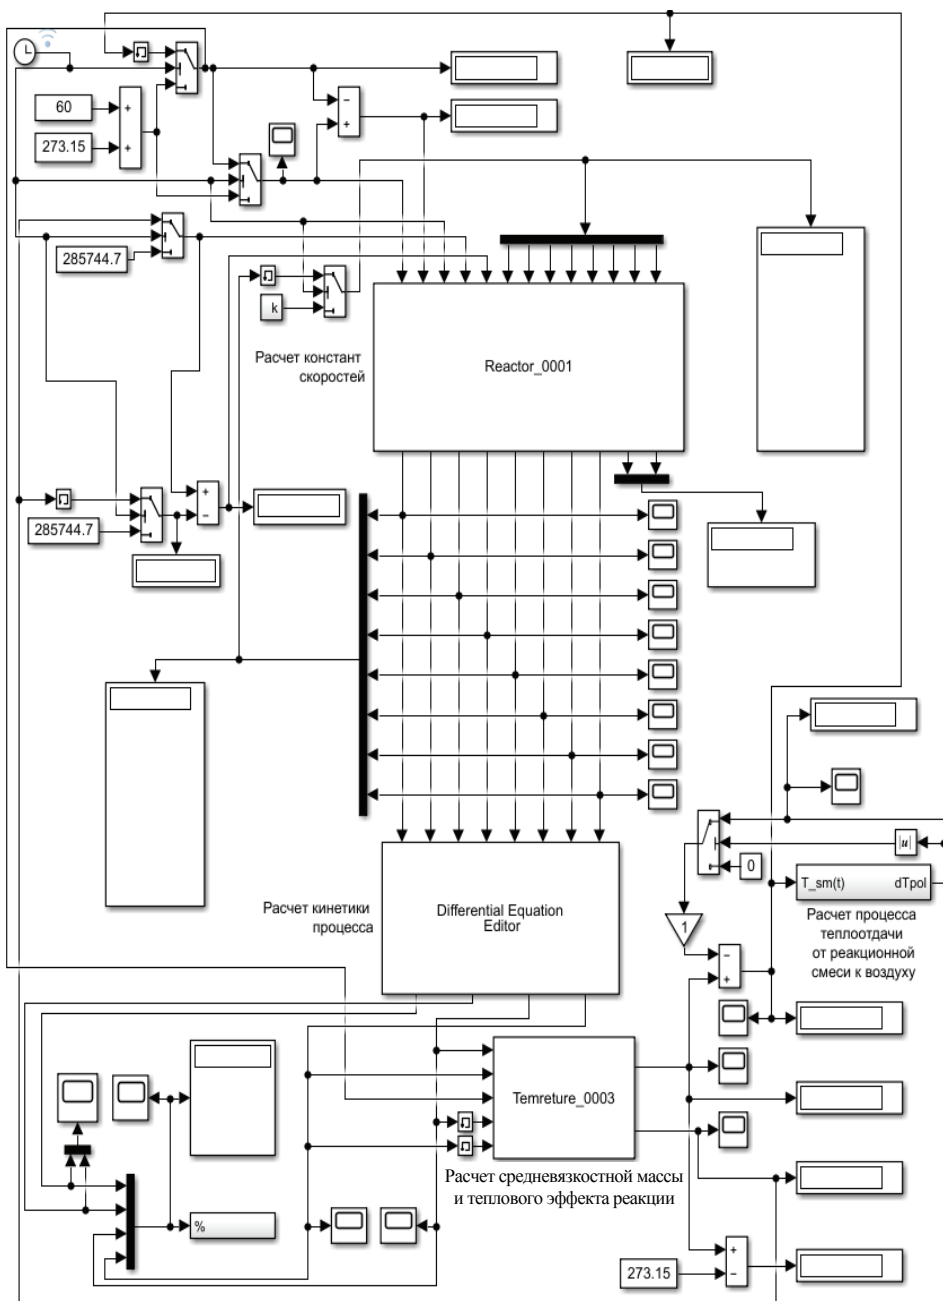 60
273.15
285744.7
k
Расчет констант
скоростей
Reactor_0001
285744.7
|u|
0
T_sm(t) dTpol
Расчет процесса
теплоотдачи
от реакционной
смеси к воздуху
1
Расчет кинетики
процесса
Differential Equation
Editor
Temreture_0003
Расчет средневязкостной массы
и теплового эффекта реакции
%
273.15